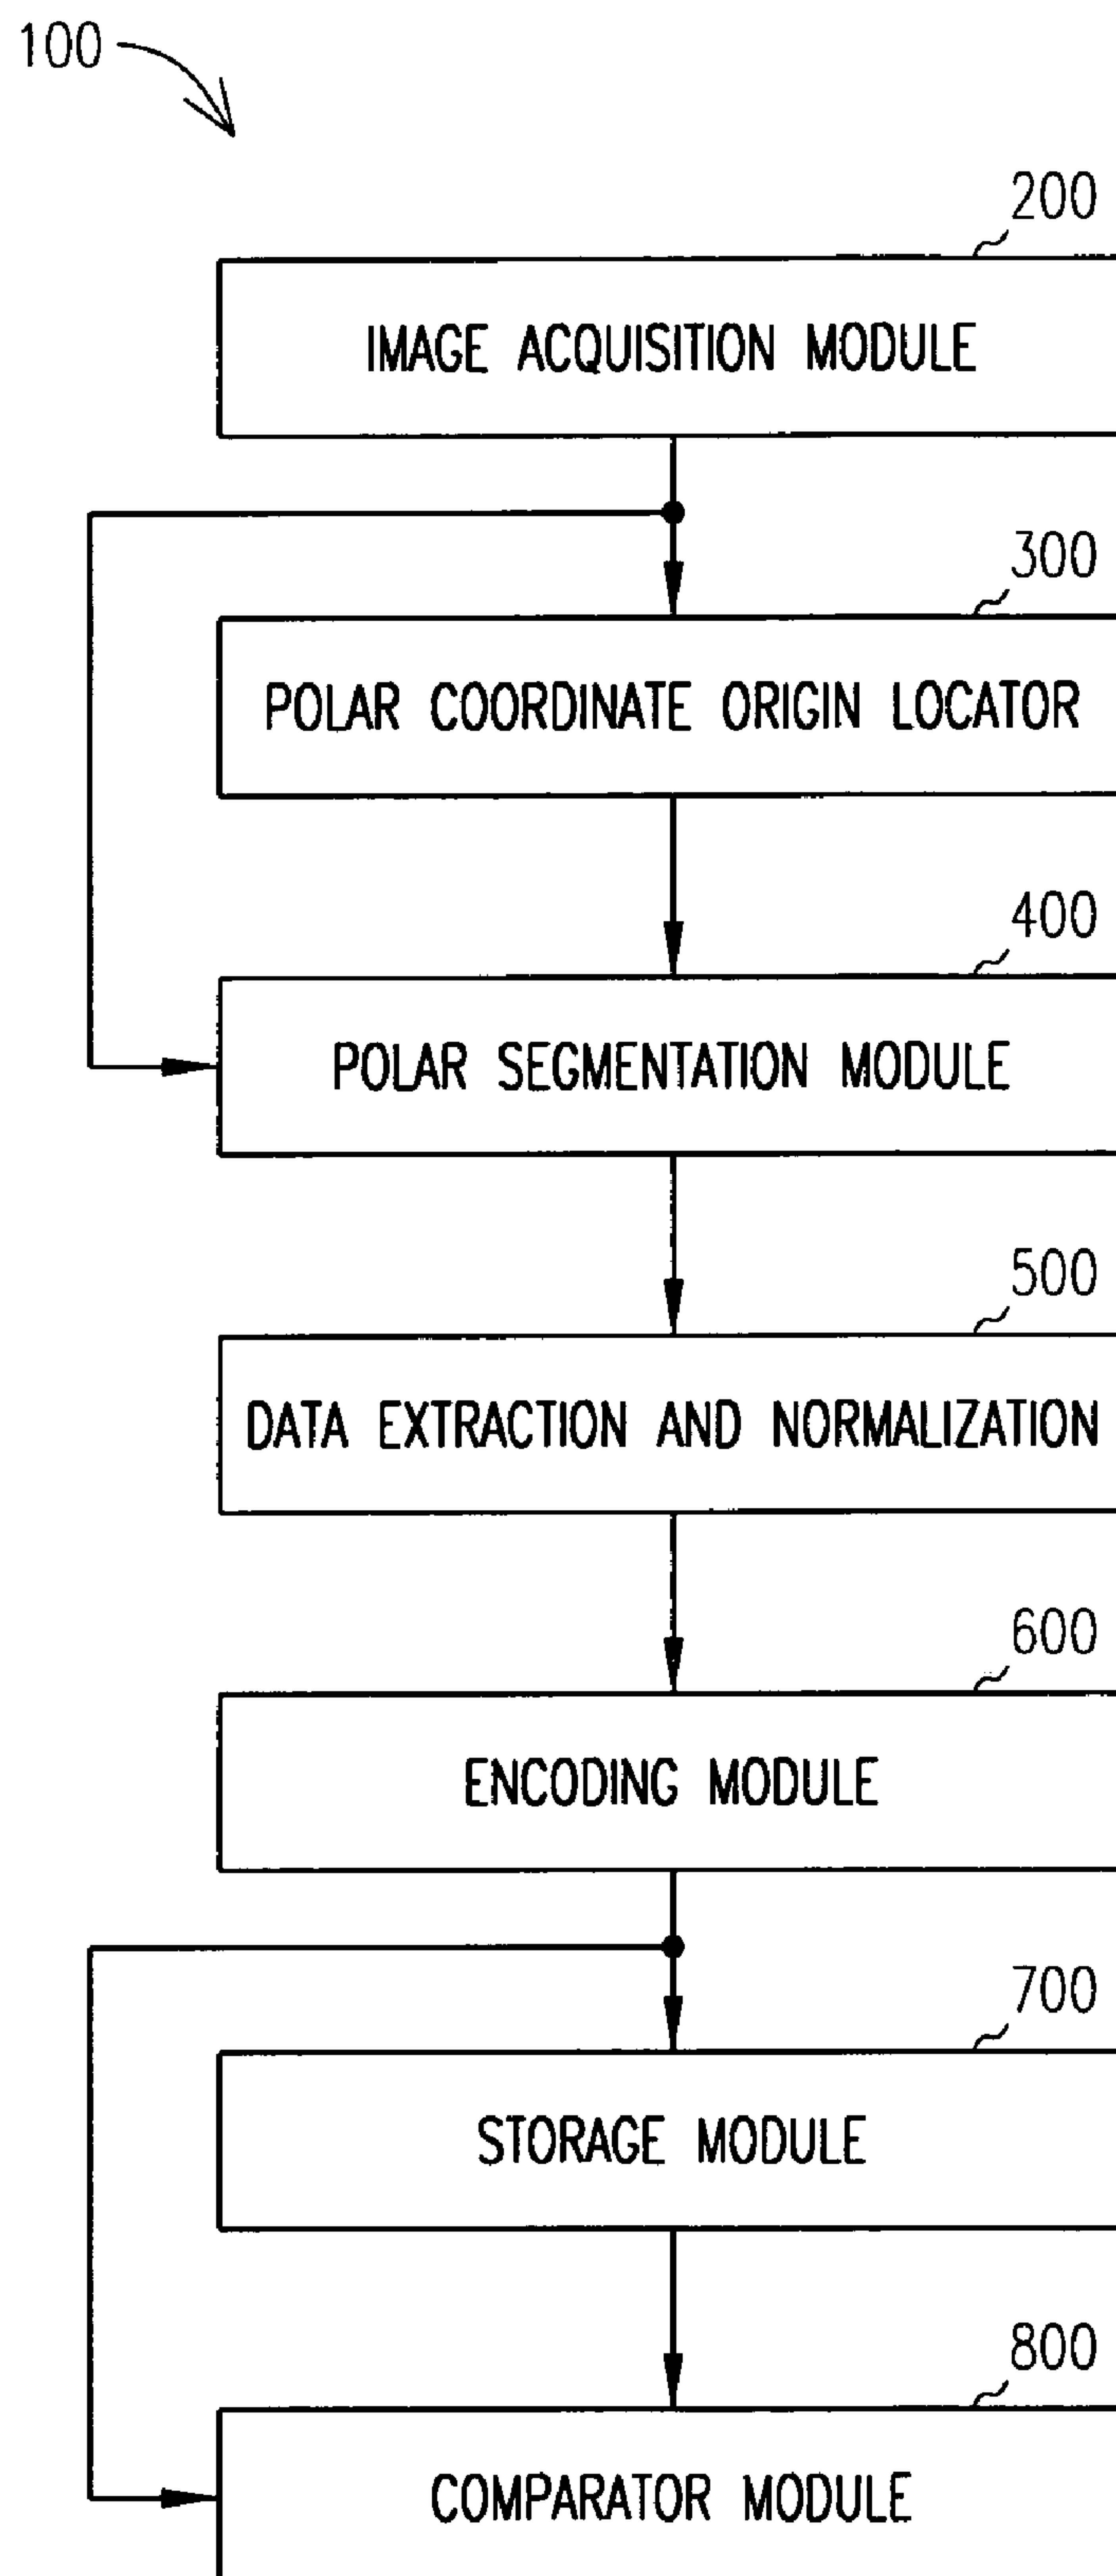 100
200
IMAGE ACQUISITION MODULE
300
POLAR COORDINATE ORIGIN LOCATOR
400
POLAR SEGMENTATION MODULE
500
DATA EXTRACTION AND NORMALIZATION
600
ENCODING MODULE
700
STORAGE MODULE
800
COMPARATOR MODULE